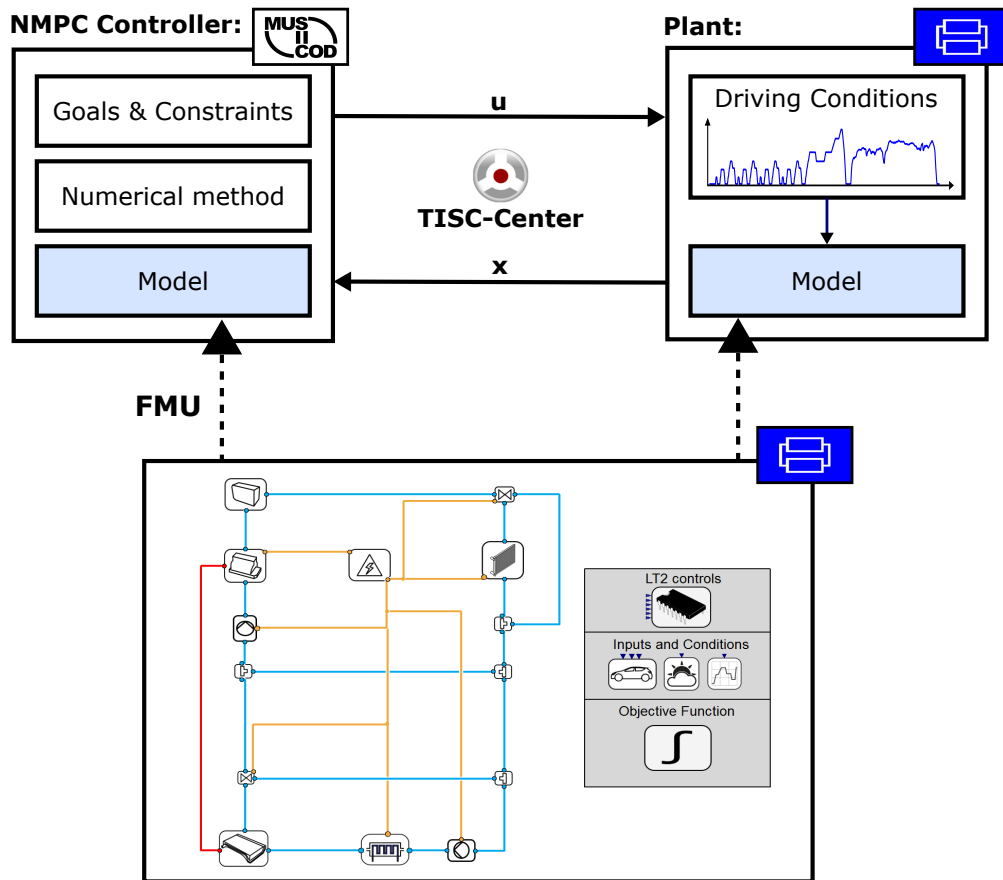 NMPC Controller:
MUS
II
COD
Plant:
Goals & Constraints
Numerical method
Model
u
TISC-Center
x
Driving Conditions
Model
FMU
LT2 controls
Inputs and Conditions
Objective Function